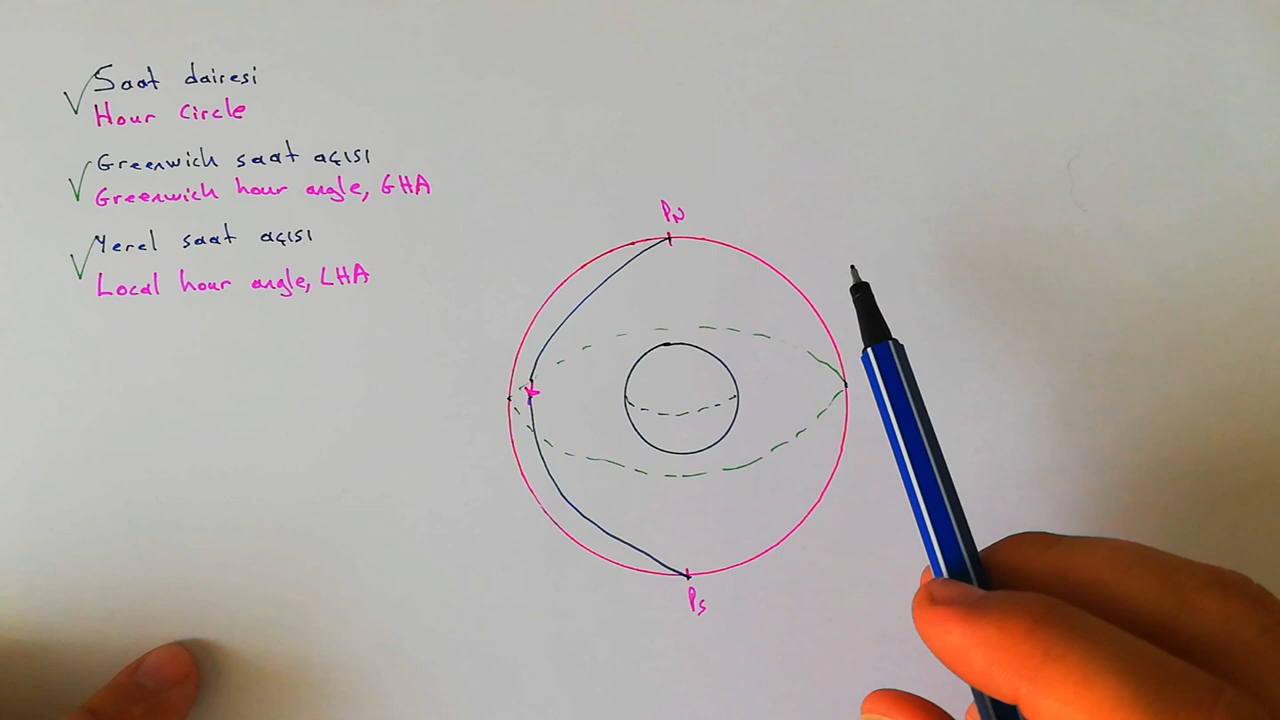 Saat dairesi
Hour Circle
Greenwich saat açısı
Greenwich hour angle, GHA
Yerel saat açısı
Local hour angle, LHA
PN
Ps